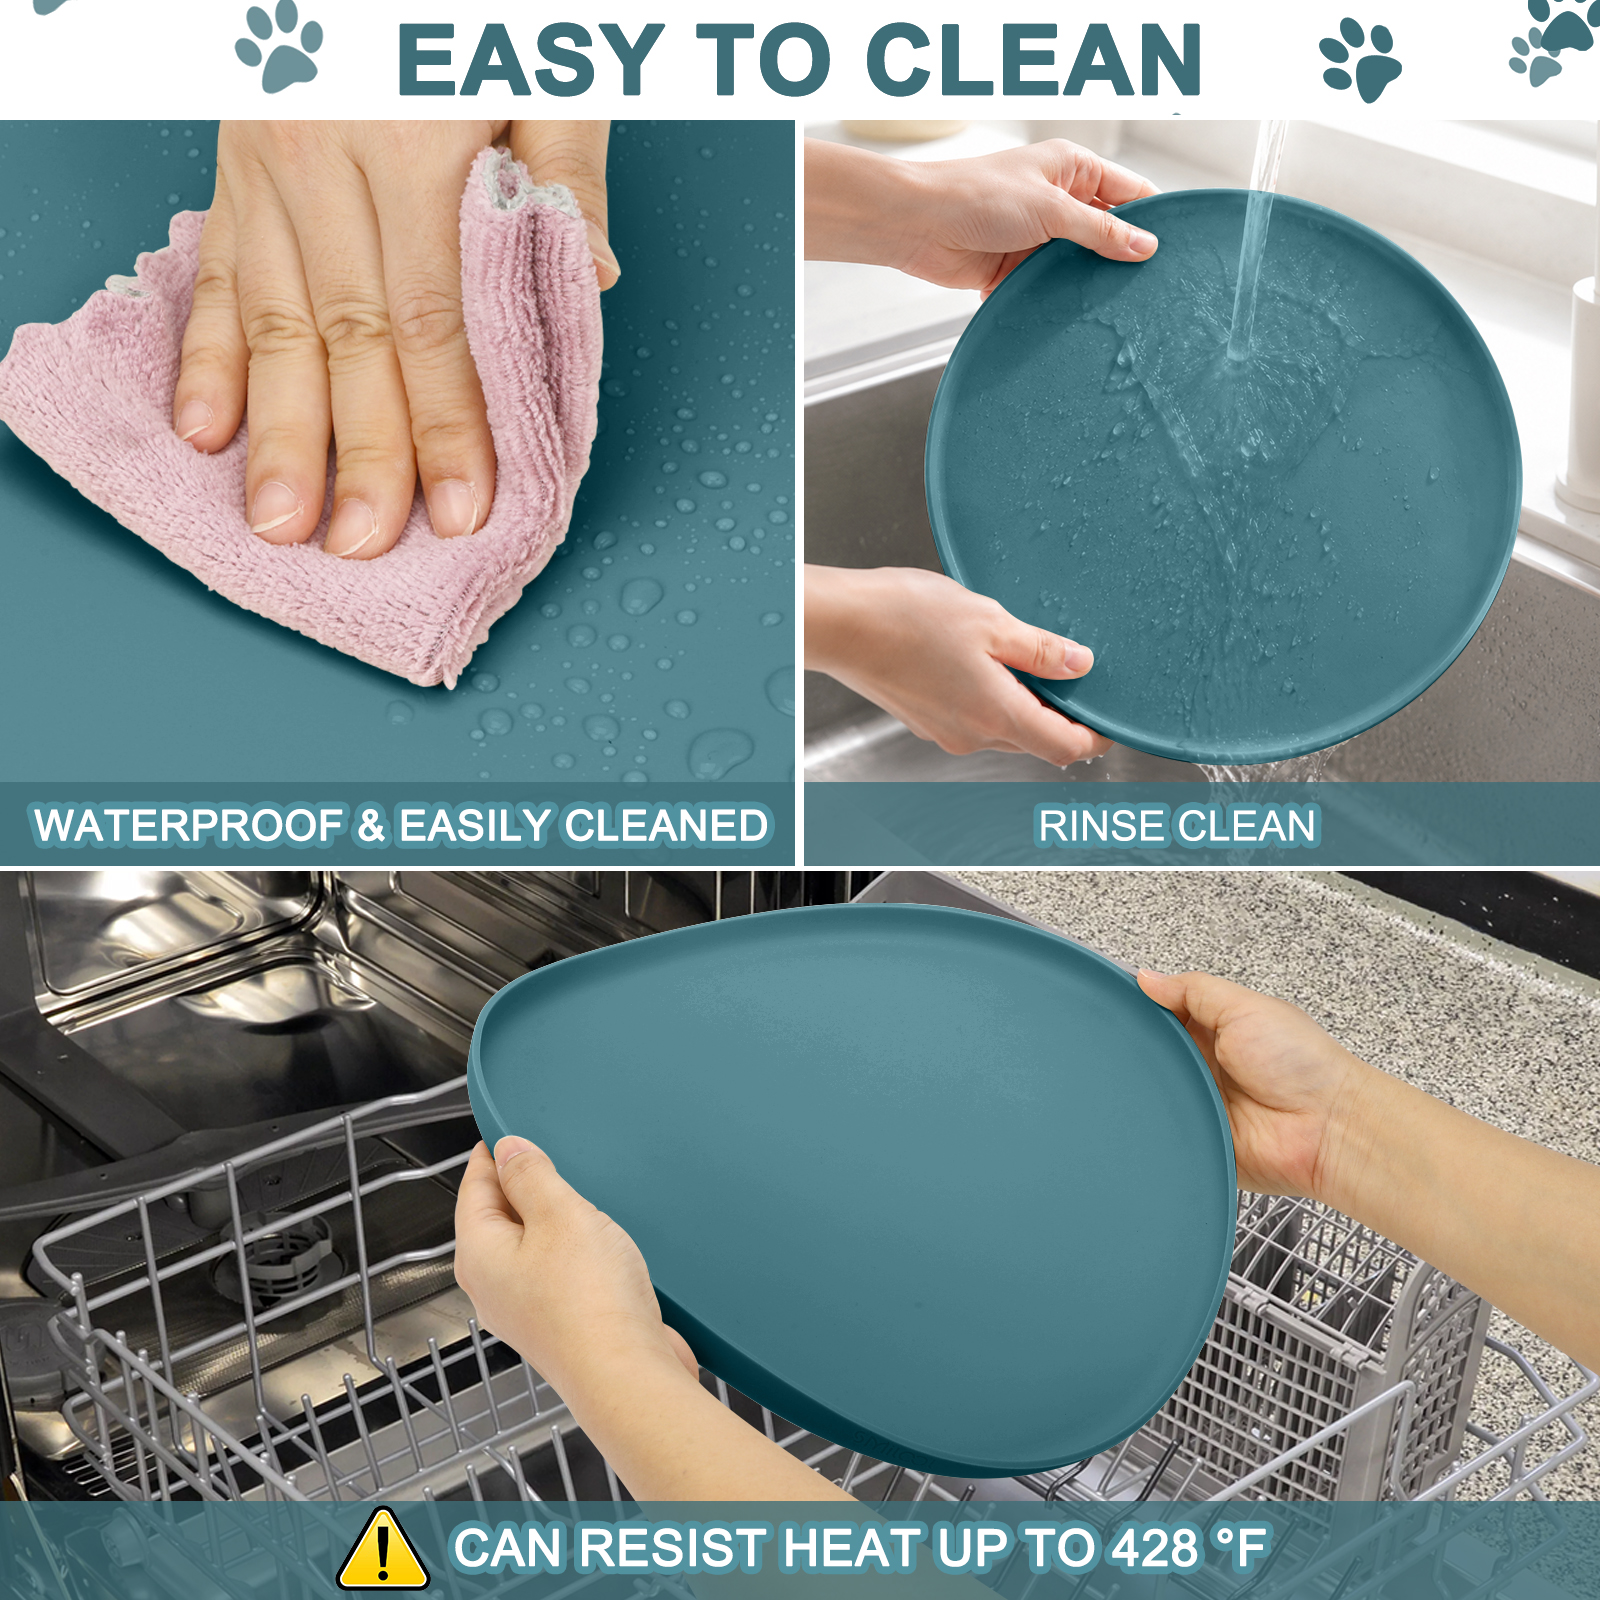 EASY TO CLEAN
WATERPROOF & EASILY CLEANED
RINSE CLEAN
CAN RESIST HEAT UP TO 428 °F